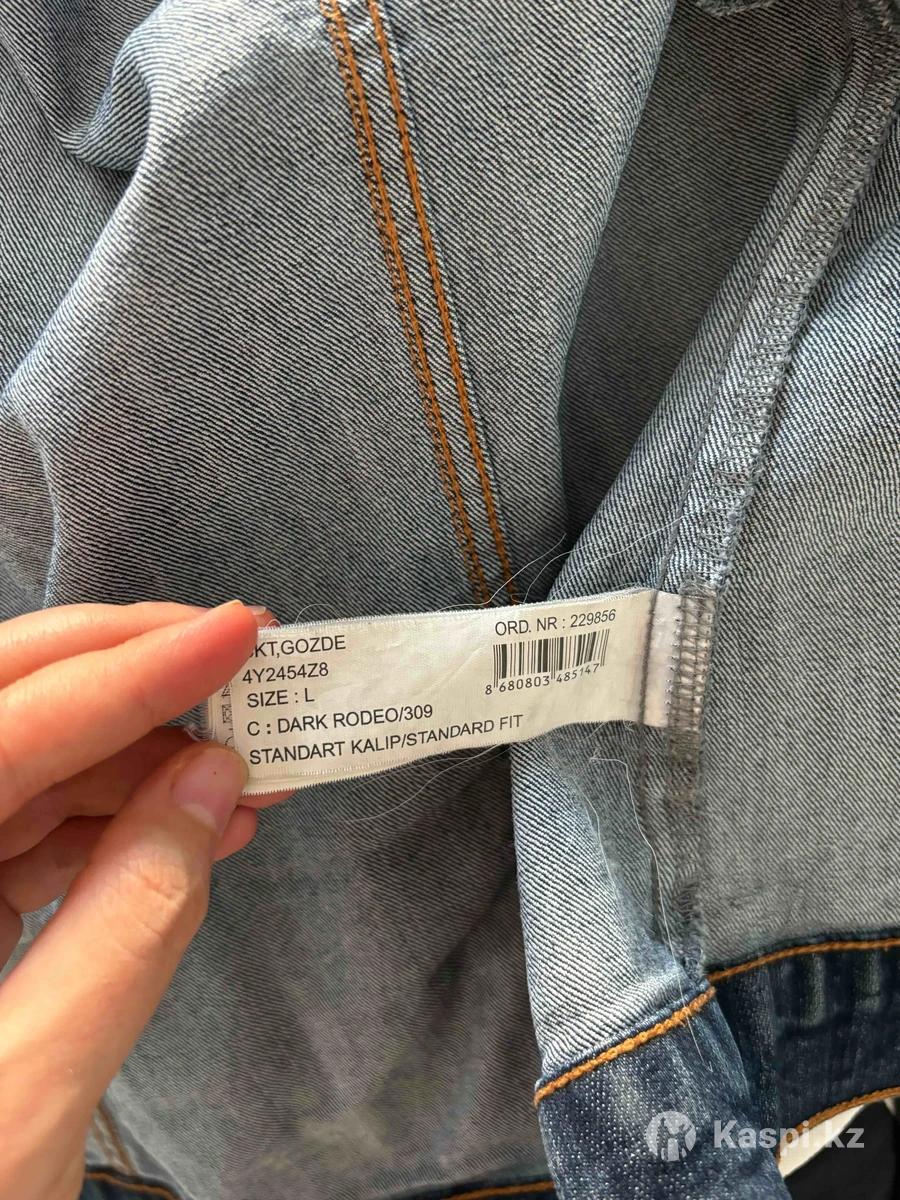 KT,GOZDE
4Y2454Z8
SIZE : L
C : DARK RODEO/309
STANDART KALIP/STANDARD FIT
ORD. NR : 229856
8 680803 485147
Kaspi.kz